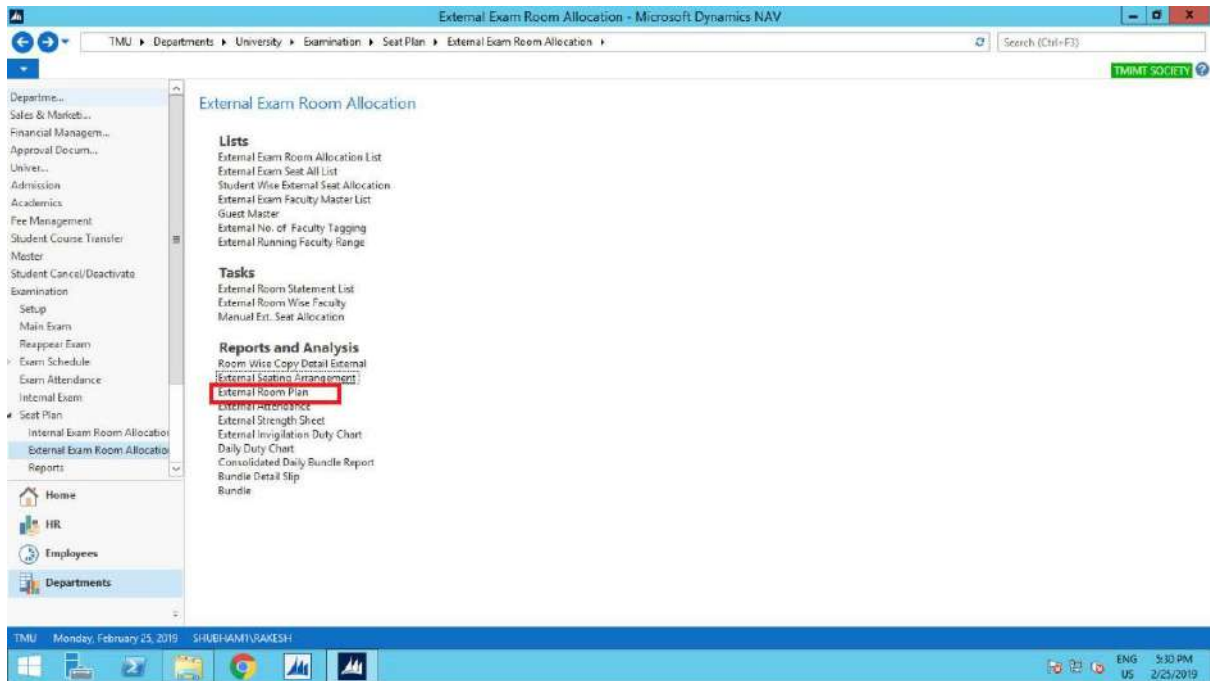 External Exam Room Allocation - Microsoft Dynamics NAV
TMU ▸ Departments ▸ University ▸ Examination ▸ Seat Plan ▸ External Exam Room Allocation ▸
Search (Ctrl+F3)
TMIMT SOCIETY
Departme...
Sales & Marketi...
Financial Managem...
Approval Docum...
Univer...
Admission
Academics
Fee Management
Student Course Transfer
Master
Student Cancel/Deactivate
Examination
Setup
Main Exam
Reappear Exam
Exam Schedule
Exam Attendance
Internal Exam
Seat Plan
Internal Exam Room Allocatio
External Exam Room Allocatio
Reports
Home
HR
Employees
Departments
External Exam Room Allocation
Lists
External Exam Room Allocation List
External Exam Seat All List
Student Wise External Seat Allocation
External Exam Faculty Master List
Guest Master
External No. of Faculty Tagging
External Running Faculty Range
Tasks
External Room Statement List
External Room Wise Faculty
Manual Ext. Seat Allocation
Reports and Analysis
Room Wise Copy Detail External
External Seating Arrangement
External Room Plan
External Attendance
External Strength Sheet
External Invigilation Duty Chart
Daily Duty Chart
Consolidated Daily Bundle Report
Bundle Detail Slip
Bundle
TMU Monday, February 25, 2019 SHUBHAM1\RAKESH
ENG 5:30 PM
US 2/25/2019